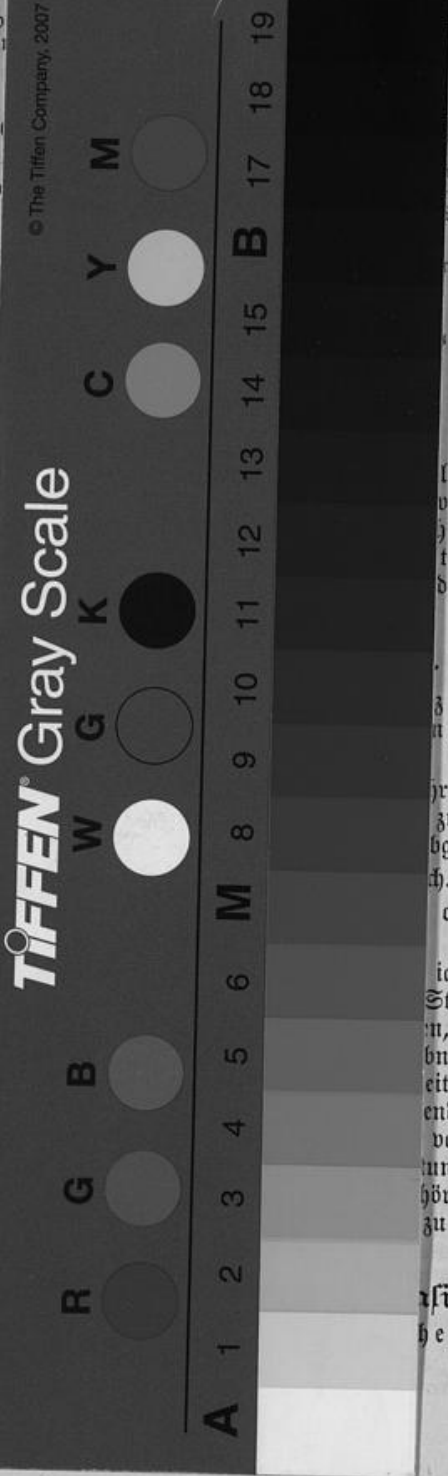 © The Tiffen Company, 2007
TIFFEN® Gray Scale
R G B W G K C Y M
A 1 2 3 4 5 6 M 8 9 10 11 12 13 14 15 B 17 18 19